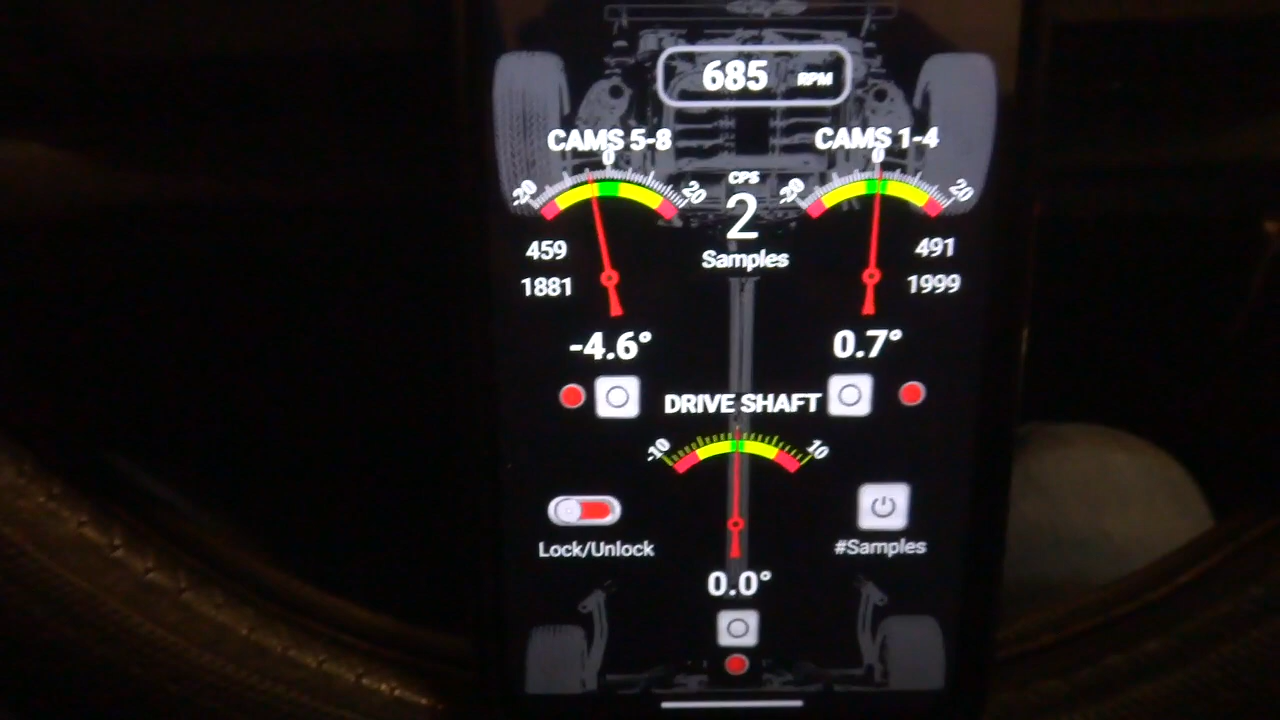 685 RPM
CAMS 5-8
CAMS 1-4
0
0
-20
20
-20
20
CPS
2
Samples
459
1881
491
1999
-4.6°
0.7°
DRIVE SHAFT
-10
10
Lock/Unlock
#Samples
0.0°